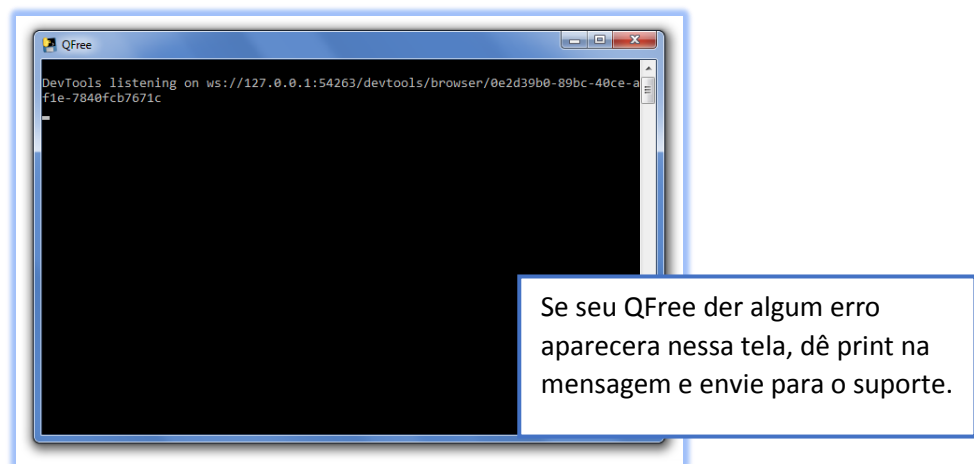 QFree
DevTools listening on ws://127.0.0.1:54263/devtools/browser/0e2d39b0-89bc-40ce-a
f1e-7840fcb7671c
Se seu QFree der algum erro
aparecera nessa tela, dê print na
mensagem e envie para o suporte.